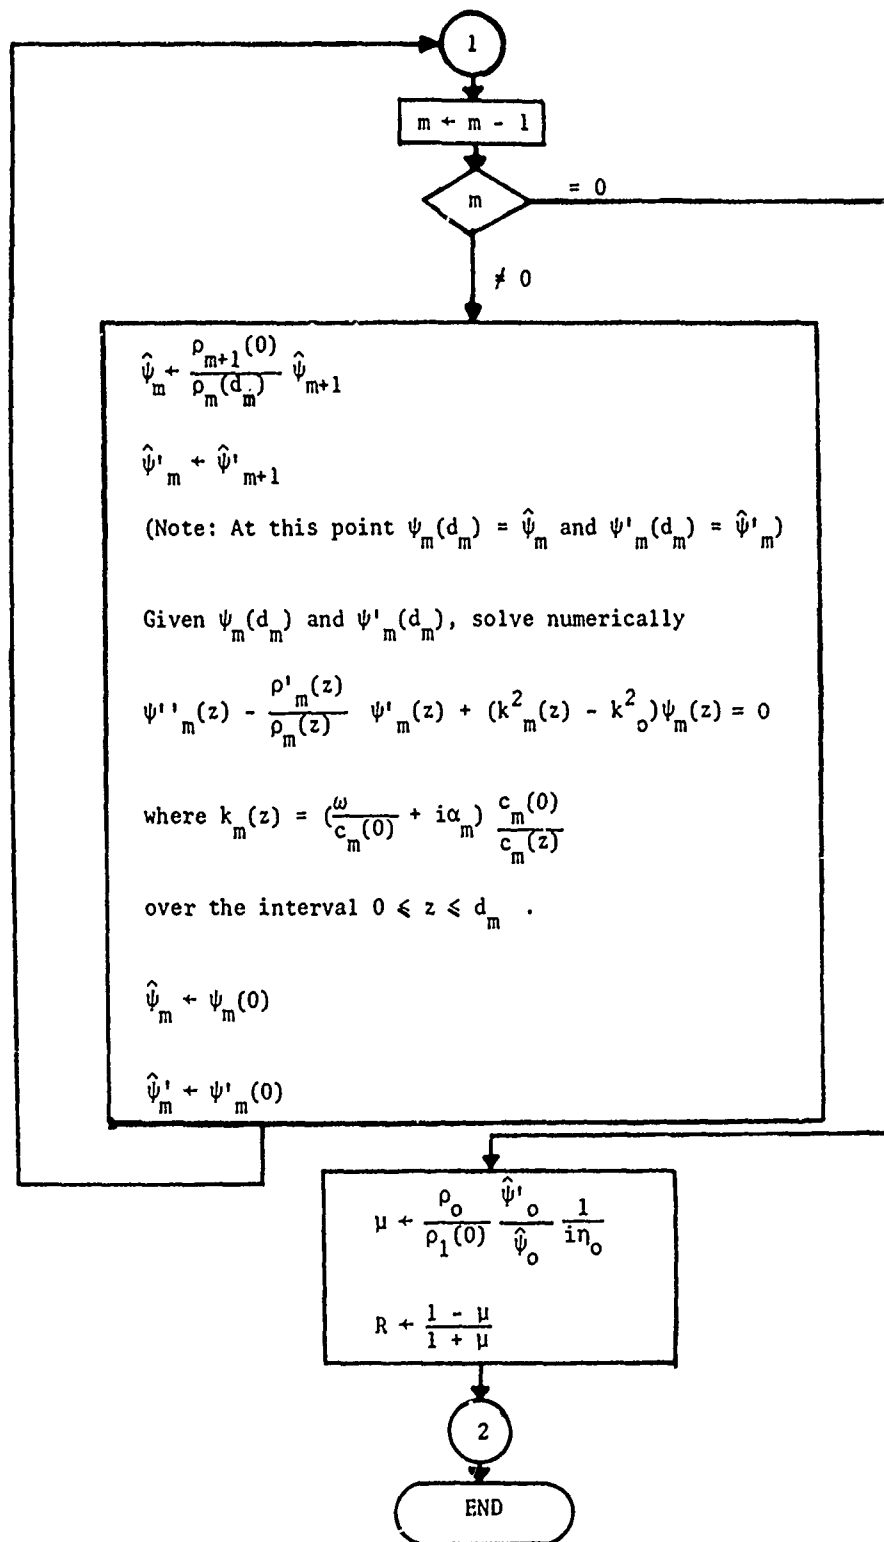 1
m ← m - 1
m
= 0
≠ 0
ψ̂_m ← ρ_{m+1}(0) / ρ_m(d_m) ψ̂_{m+1}
ψ̂'_m ← ψ̂'_{m+1}
(Note: At this point ψ_m(d_m) = ψ̂_m and ψ'_m(d_m) = ψ̂'_m)
Given ψ_m(d_m) and ψ'_m(d_m), solve numerically
ψ''_m(z) - ρ'_m(z) / ρ_m(z) ψ'_m(z) + (k²_m(z) - k²_o)ψ_m(z) = 0
where k_m(z) = (ω / c_m(0) + iα_m) c_m(0) / c_m(z)
over the interval 0 ⩽ z ⩽ d_m .
ψ̂_m ← ψ_m(0)
ψ̂'_m ← ψ'_m(0)
μ ← ρ_o / ρ_1(0) ψ̂'_o / ψ̂_o 1 / iη_o
R ← 1 - μ / 1 + μ
2
END